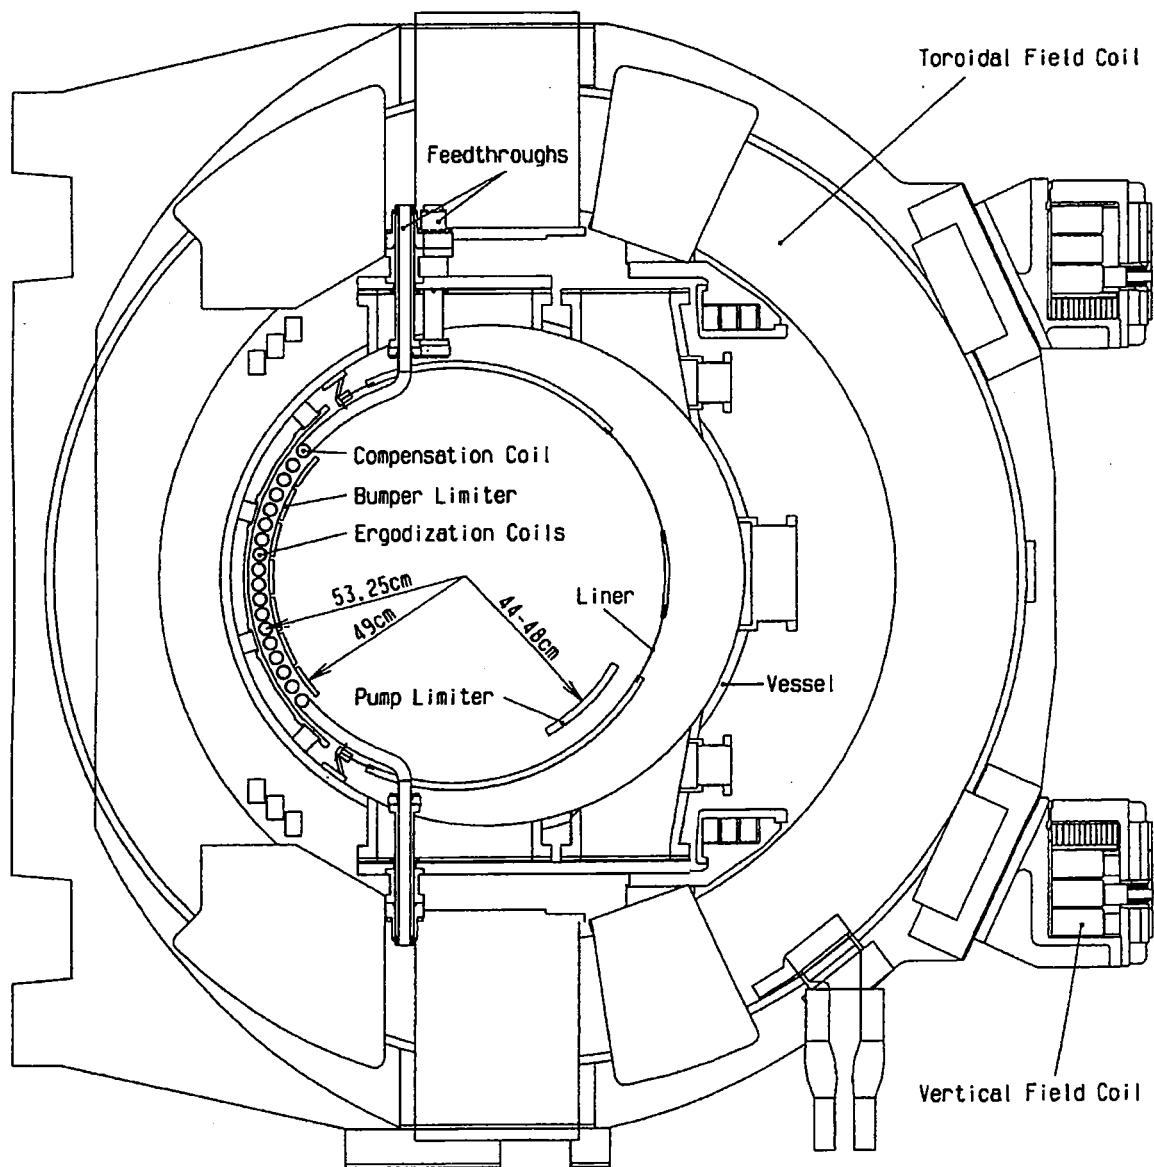 Toroidal Field Coil
Feedthroughs
Compensation Coil
Bumper Limiter
Ergodization Coils
53,25cm
49cm
44-48cm
Liner
Pump Limiter
Vessel
Vertical Field Coil